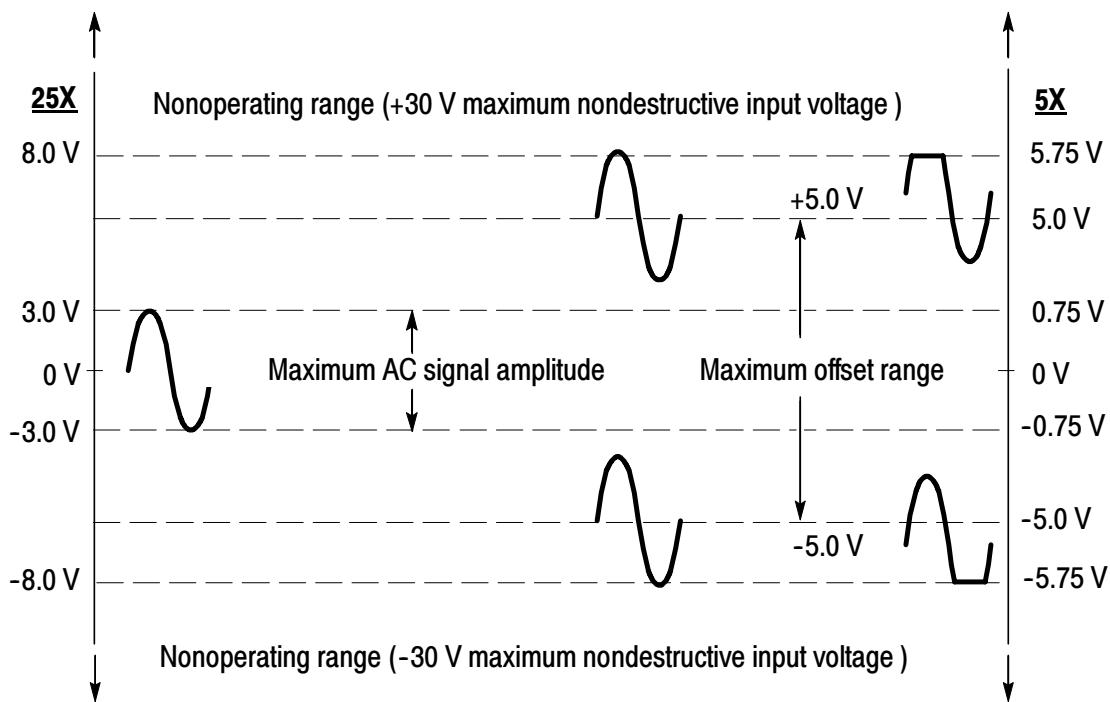 25X
5X
Nonoperating range (+30 V maximum nondestructive input voltage )
8.0 V
5.75 V
+5.0 V
5.0 V
3.0 V
0.75 V
0 V
Maximum AC signal amplitude
Maximum offset range
0 V
-3.0 V
-0.75 V
-5.0 V
-5.0 V
-8.0 V
-5.75 V
Nonoperating range (-30 V maximum nondestructive input voltage )